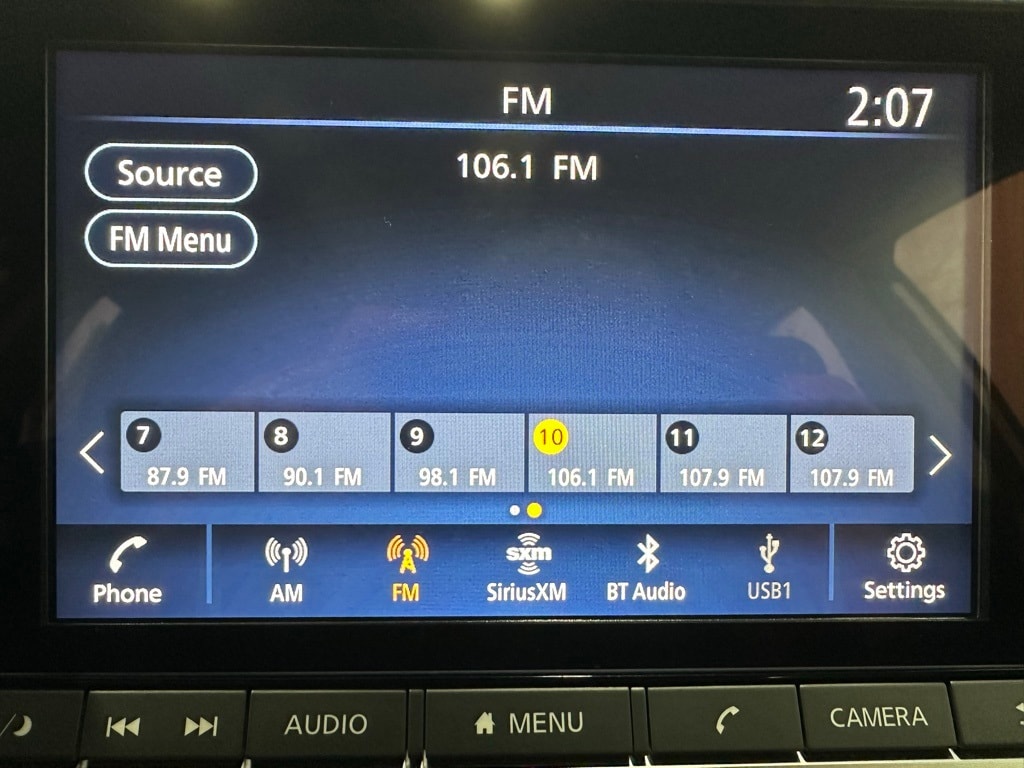 FM
2:07
Source
106.1 FM
FM Menu
7 8 9 10 11 12
87.9 FM 90.1 FM 98.1 FM 106.1 FM 107.9 FM 107.9 FM
sxm
Phone AM FM SiriusXM BT Audio USB1 Settings
AUDIO MENU CAMERA